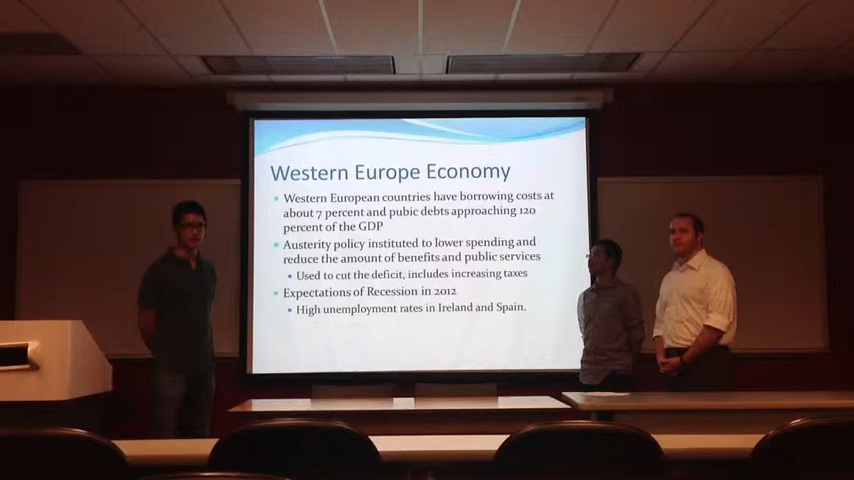 Western Europe Economy
Western European countries have borrowing costs at
about 7 percent and pubic debts approaching 120
percent of the GDP
Austerity policy instituted to lower spending and
reduce the amount of benefits and public services
Used to cut the deficit, includes increasing taxes
Expectations of Recession in 2012
High unemployment rates in Ireland and Spain.